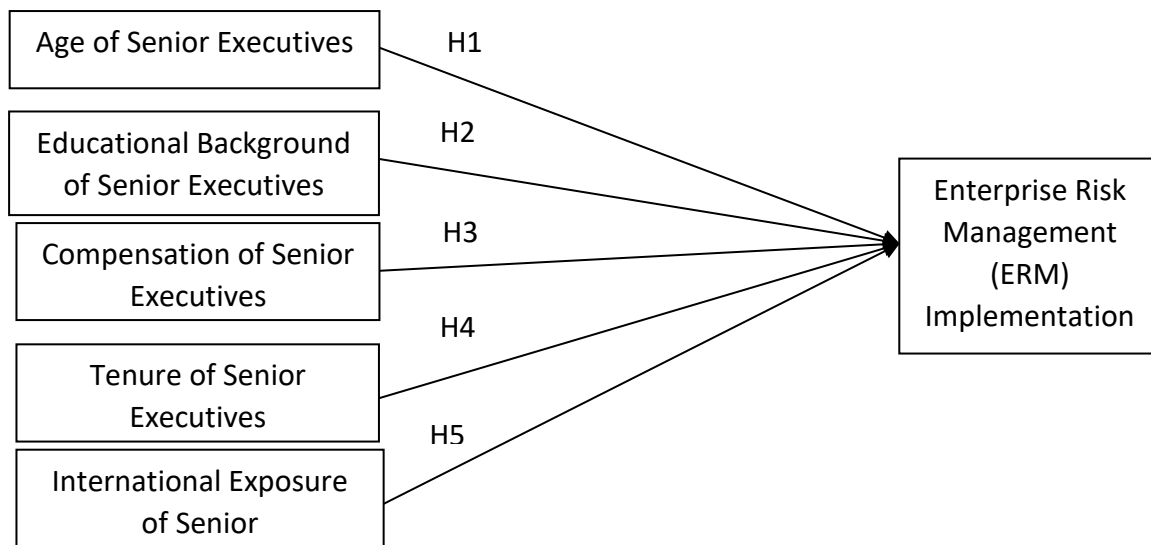 Age of Senior Executives
H1
Educational Background
of Senior Executives
H2
Compensation of Senior
Executives
H3
Tenure of Senior
Executives
H4
International Exposure
of Senior
H5
Enterprise Risk
Management
(ERM)
Implementation